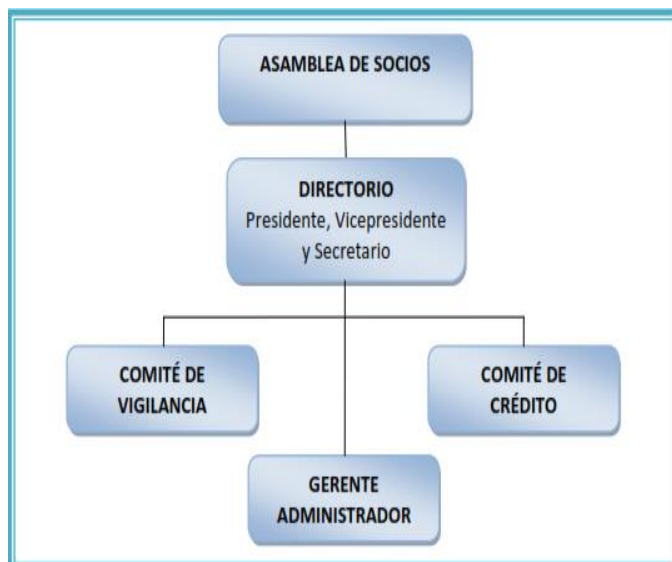 ASAMBLEA DE SOCIOS
DIRECTORIO
Presidente, Vicepresidente
y Secretario
COMITÉ DE
VIGILANCIA
COMITÉ DE
CRÉDITO
GERENTE
ADMINISTRADOR